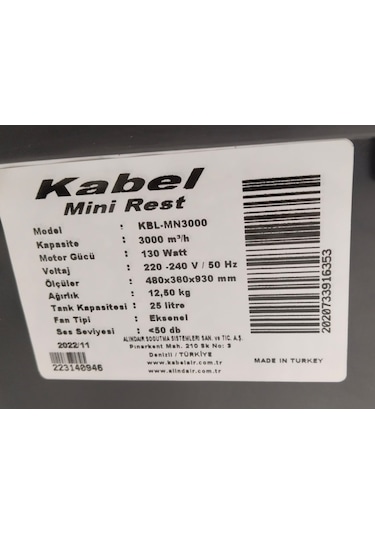 Kabel
Mini Rest
Model : KBL-MN3000
Kapasite : 3000 m³/h
Motor Gücü : 130 Watt
Voltaj : 220 -240 V / 50 Hz
Ölçüler : 480x360x930 mm
Ağırlık : 12,50 kg
Tank Kapasitesi : 25 litre
Fan Tipi : Eksenel
Ses Seviyesi : <50 db
ALINDAIR SOĞUTMA SİSTEMLERİ SAN. ve TİC. A.Ş.
Pınarkent Mah. 210 Sk No: 3
Denizli / TÜRKİYE
www.kabelair.com.tr
www.alindair.com.tr
2022/11
223140946
MADE IN TURKEY
2020733916353